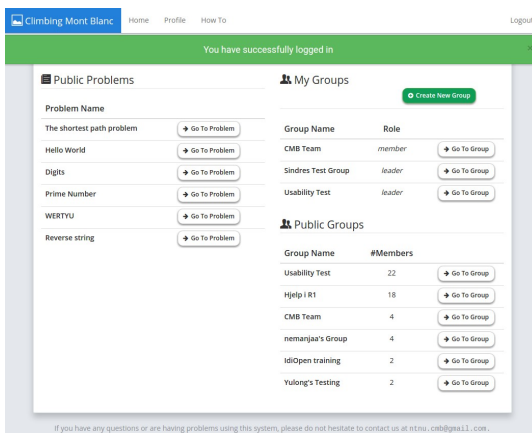 Climbing Mont Blanc Home Profile How To Logout
You have successfully logged in
Public Problems
Problem Name
The shortest path problem Go To Problem
Hello World Go To Problem
Digits Go To Problem
Prime Number Go To Problem
WERTYU Go To Problem
Reverse string Go To Problem
My Groups
Create New Group
Group Name Role
CMB Team member Go To Group
Sindres Test Group leader Go To Group
Usability Test leader Go To Group
Public Groups
Group Name #Members
Usability Test 22 Go To Group
Hjelp i R1 18 Go To Group
CMB Team 4 Go To Group
nemanjaa's Group 4 Go To Group
IdiOpen training 2 Go To Group
Yulong's Testing 2 Go To Group
If you have any questions or are having problems using this system, please do not hesitate to contact us at ntnu.cmb@gmail.com.